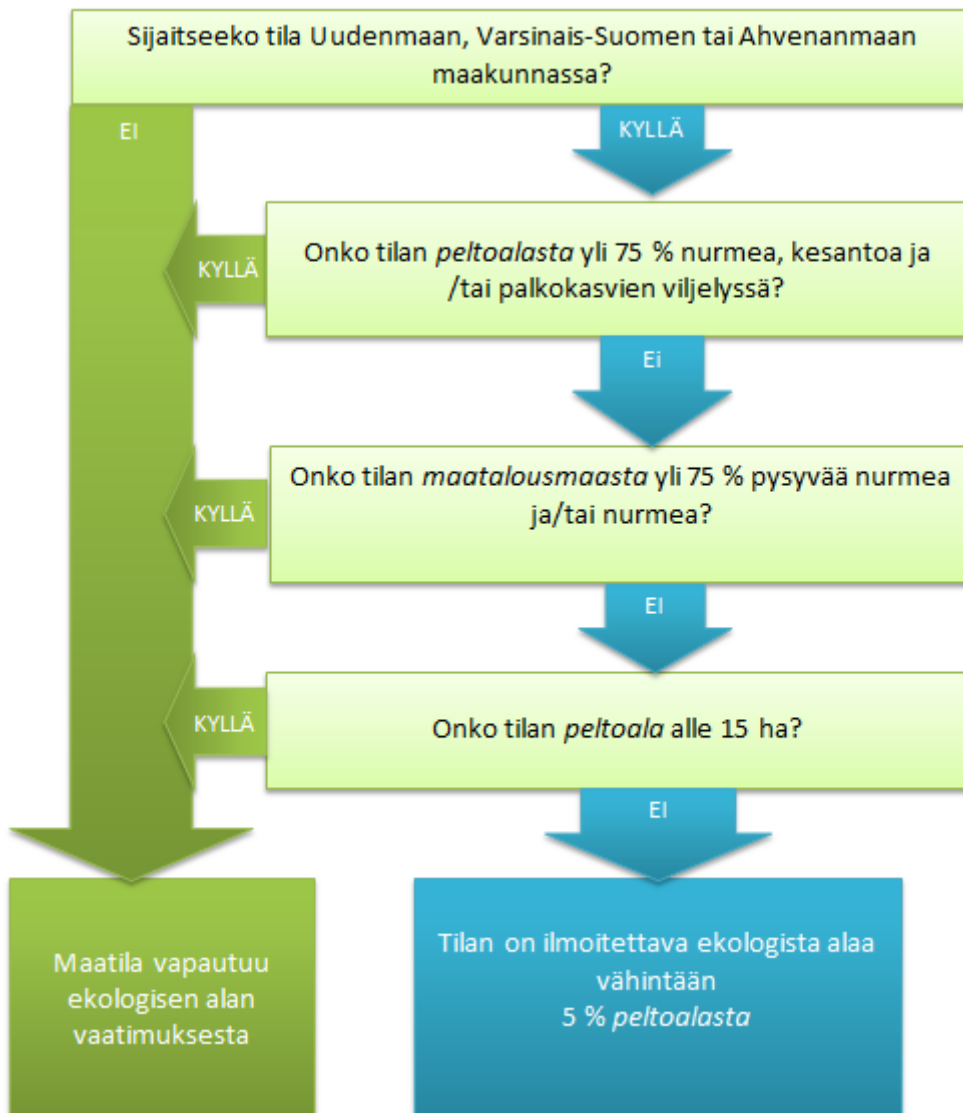 Sijaitseeko tila Uudenmaan, Varsinais-Suomen tai Ahvenanmaan
maakunnassa?
EI
KYLLÄ
Onko tilan peltoalasta yli 75 % nurmea, kesantoa ja
/tai palkokasvien viljelyssä?
KYLLÄ
Ei
Onko tilan maatalousmaasta yli 75 % pysyvää nurmea
ja/tai nurmea?
KYLLÄ
EI
Onko tilan peltoala alle 15 ha?
KYLLÄ
EI
Maatila vapautuu
ekologisen alan
vaatimuksesta
Tilan on ilmoitettava ekologista alaa
vähintään
5 % peltoalasta